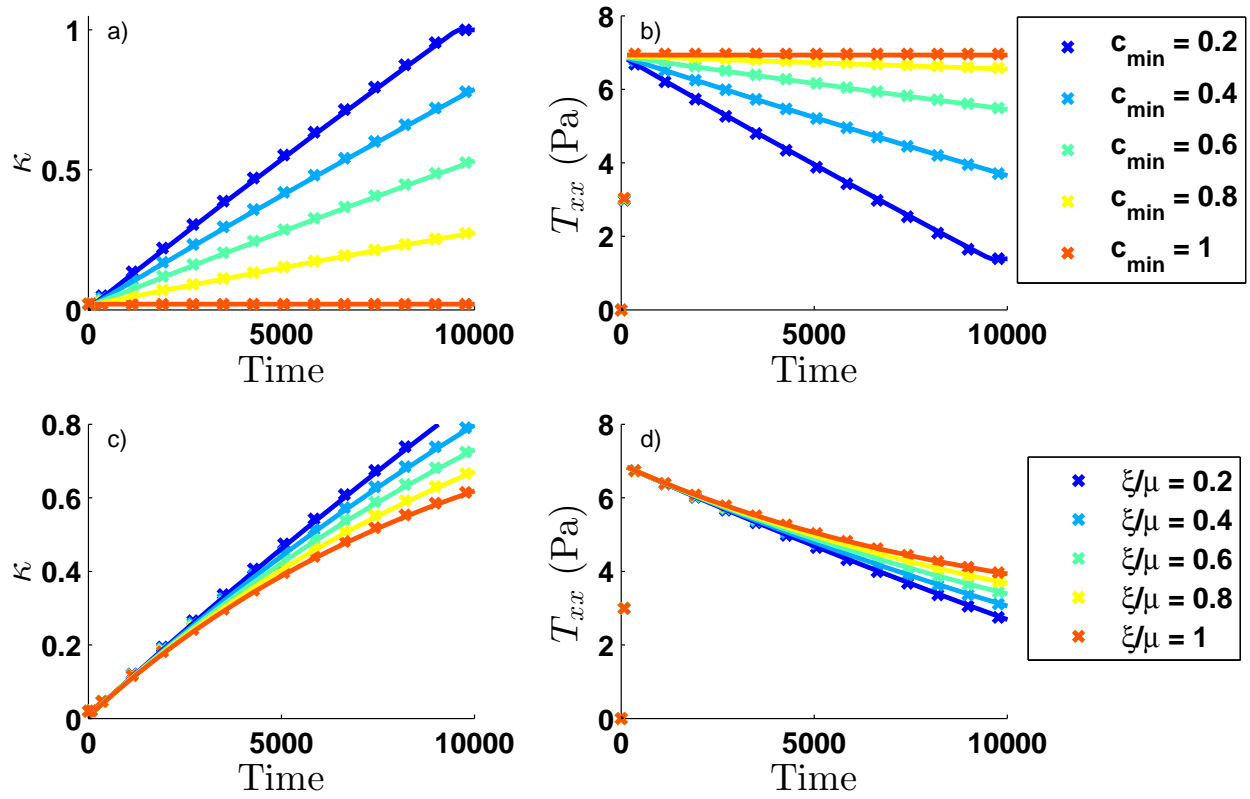 a)
κ
1
0.5
0
0
5000
10000
Time
b)
T_xx (Pa)
8
6
4
2
0
0
5000
10000
Time
c_min = 0.2
c_min = 0.4
c_min = 0.6
c_min = 0.8
c_min = 1
c)
κ
0.8
0.6
0.4
0.2
0
0
5000
10000
Time
d)
T_xx (Pa)
8
6
4
2
0
0
5000
10000
Time
ξ/μ = 0.2
ξ/μ = 0.4
ξ/μ = 0.6
ξ/μ = 0.8
ξ/μ = 1